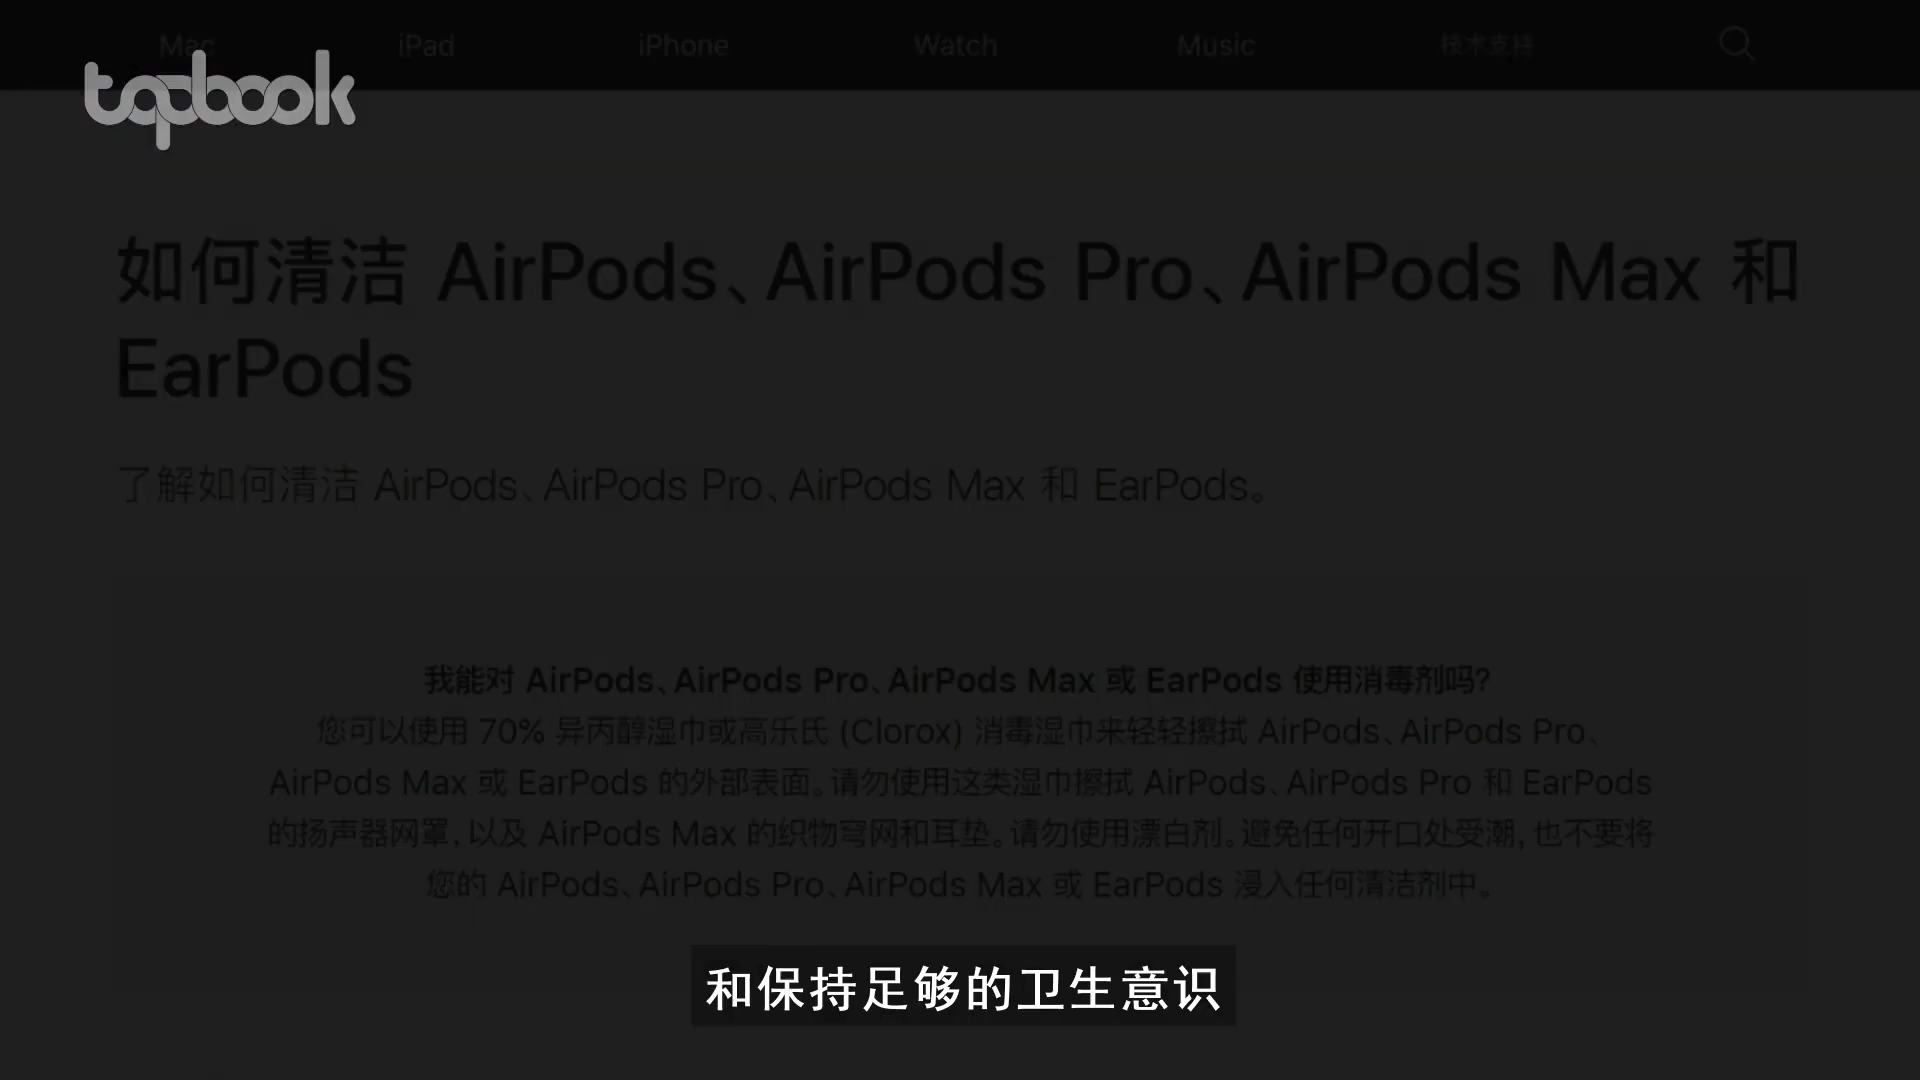 Mac iPad iPhone Watch Music 技术支持
topbook
如何清洁 AirPods、AirPods Pro、AirPods Max 和
EarPods
了解如何清洁 AirPods、AirPods Pro、AirPods Max 和 EarPods。
我能对 AirPods、AirPods Pro、AirPods Max 或 EarPods 使用消毒剂吗?
您可以使用 70% 异丙醇湿巾或高乐氏 (Clorox) 消毒湿巾来轻轻擦拭 AirPods、AirPods Pro、
AirPods Max 或 EarPods 的外部表面。请勿使用这类湿巾擦拭 AirPods、AirPods Pro 和 EarPods
的扬声器网罩，以及 AirPods Max 的织物穹网和耳垫。请勿使用漂白剂。避免任何开口处受潮，也不要将
您的 AirPods、AirPods Pro、AirPods Max 或 EarPods 浸入任何清洁剂中。
和保持足够的卫生意识